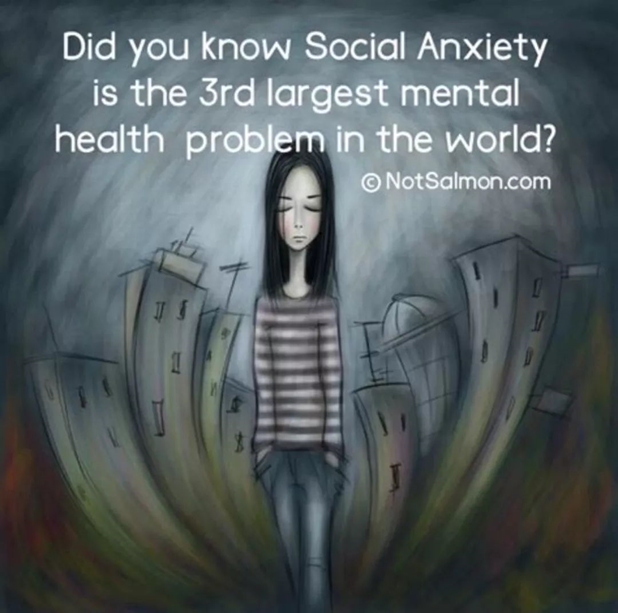 Did you know Social Anxiety
is the 3rd largest mental
health problem in the world?
© NotSalmon.com